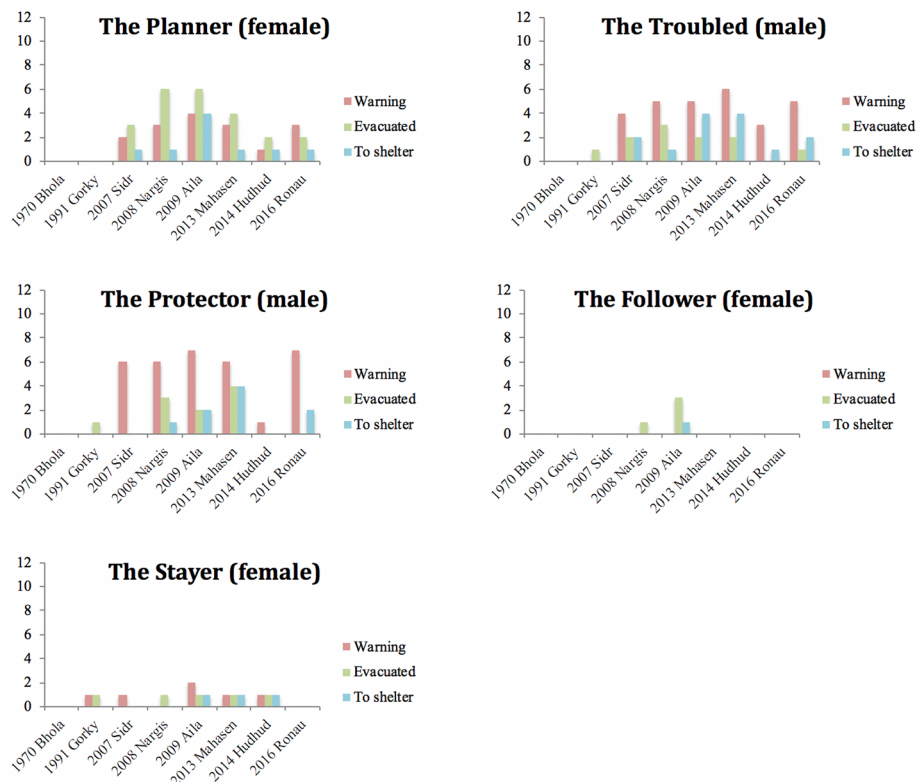 The Planner (female)
12
10
8
6
4
2
0
Warning
Evacuated
To shelter
1970 Bhola
1991 Gorky
2007 Sidr
2008 Nargis
2009 Aila
2013 Mahasen
2014 Hudhud
2016 Ronau
The Troubled (male)
12
10
8
6
4
2
0
Warning
Evacuated
To shelter
1970 Bhola
1991 Gorky
2007 Sidr
2008 Nargis
2009 Aila
2013 Mahasen
2014 Hudhud
2016 Ronau
The Protector (male)
12
10
8
6
4
2
0
Warning
Evacuated
To shelter
1970 Bhola
1991 Gorky
2007 Sidr
2008 Nargis
2009 Aila
2013 Mahasen
2014 Hudhud
2016 Ronau
The Follower (female)
12
10
8
6
4
2
0
Warning
Evacuated
To shelter
1970 Bhola
1991 Gorky
2007 Sidr
2008 Nargis
2009 Aila
2013 Mahasen
2014 Hudhud
2016 Ronau
The Stayer (female)
12
10
8
6
4
2
0
Warning
Evacuated
To shelter
1970 Bhola
1991 Gorky
2007 Sidr
2008 Nargis
2009 Aila
2013 Mahasen
2014 Hudhud
2016 Ronau